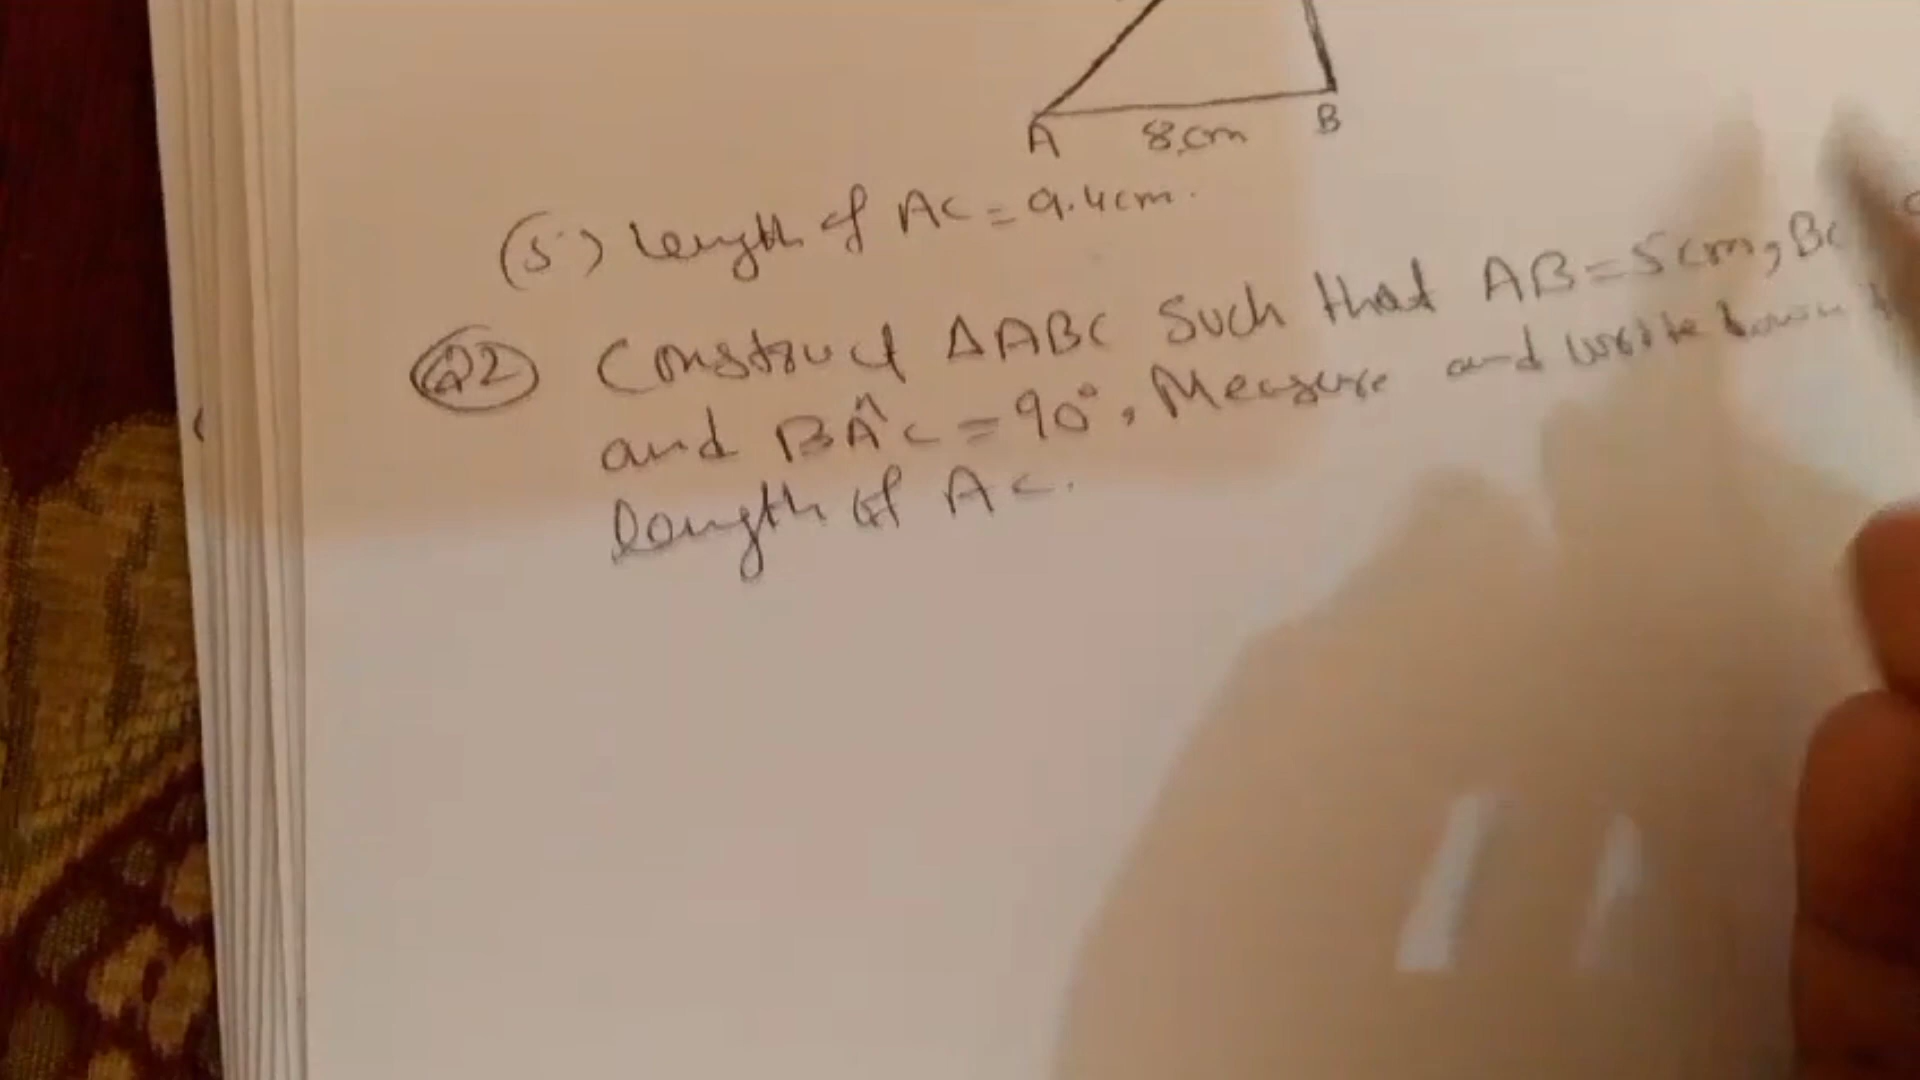 A 8cm B
(5) Length of AC = 9.4cm.
Q2 Construct ΔABC Such that AB = 5cm, BC
and BÂC = 90°, Measure and write down
length of AC.